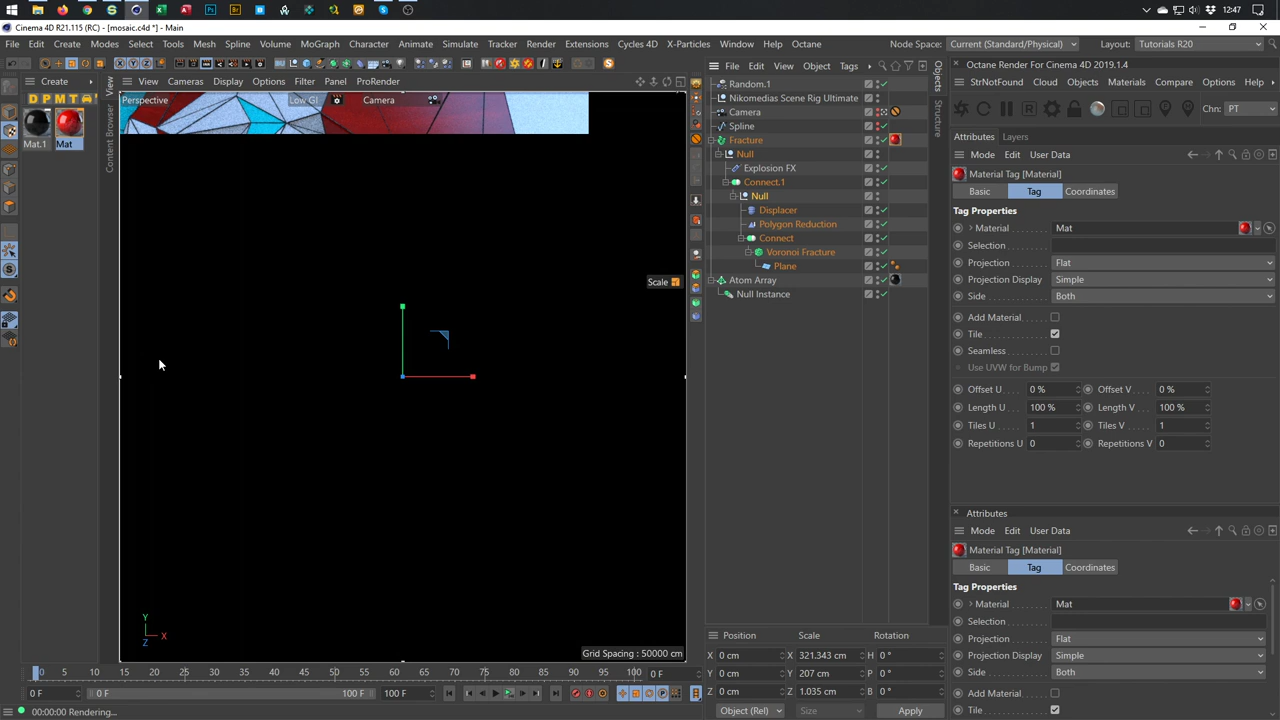 12:47
Cinema 4D R21.115 (RC) - [mosaic.c4d *] - Main
File Edit Create Modes Select Tools Mesh Spline Volume MoGraph Character Animate Simulate Tracker Render Extensions Cycles 4D X-Particles Window Help Octane
Node Space: Current (Standard/Physical) Layout: Tutorials R20
Create
View Cameras Display Options Filter Panel ProRender
File Edit View Objects Tags
Octane Render For Cinema 4D 2019.1.4
StrNotFound Cloud Objects Materials Compare Options Help
Chn: PT
D P M T
Mat.1 Mat
View
Content Browser
Perspective Low GI Camera
Scale
Y
X
Z
Grid Spacing : 50000 cm
Objects
Structure
Random.1
Nikomedias Scene Rig Ultimate
Camera
Spline
Fracture
Null
Explosion FX
Connect.1
Null
Displacer
Polygon Reduction
Connect
Voronoi Fracture
Plane
Atom Array
Null Instance
Attributes Layers
Mode Edit User Data
Material Tag [Material]
Basic Tag Coordinates
Tag Properties
Material Mat
Selection
Projection Flat
Projection Display Simple
Side Both
Add Material
Tile
Seamless
Use UVW for Bump
Offset U 0 % Offset V 0 %
Length U 100 % Length V 100 %
Tiles U 1 Tiles V 1
Repetitions U 0 Repetitions V 0
Attributes
Mode Edit User Data
Material Tag [Material]
Basic Tag Coordinates
Tag Properties
Material Mat
Selection
Projection Flat
Projection Display Simple
Side Both
Add Material
Tile
Position Scale Rotation
X 0 cm X 321.343 cm H 0 °
Y 0 cm Y 207 cm P 0 °
Z 0 cm Z 1.035 cm B 0 °
Object (Rel) Size Apply
0 5 10 15 20 25 30 35 40 45 50 55 60 65 70 75 80 85 90 95 100 0 F
0 F 0 F 100 F 100 F
00:00:00 Rendering...